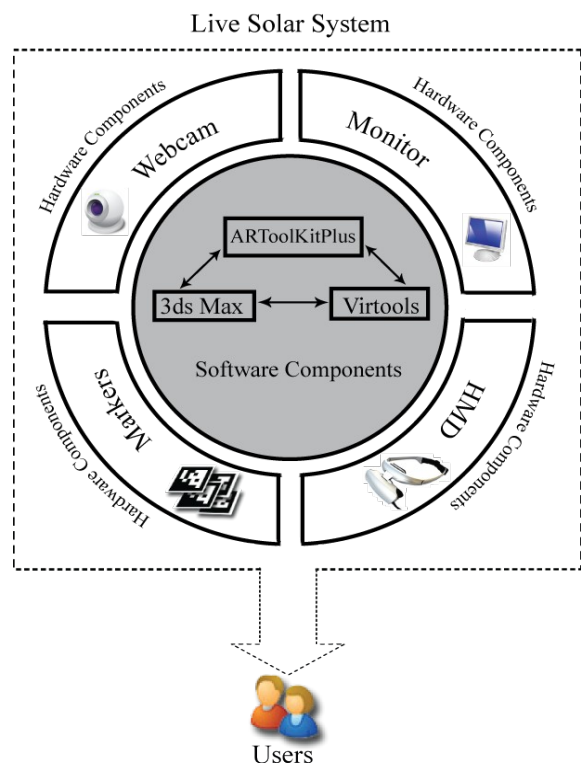 Live Solar System
Hardware Components
Webcam
Hardware Components
Monitor
ARToolKitPlus
3ds Max
Virtools
Software Components
Markers
Hardware Components
HMD
Hardware Components
Users